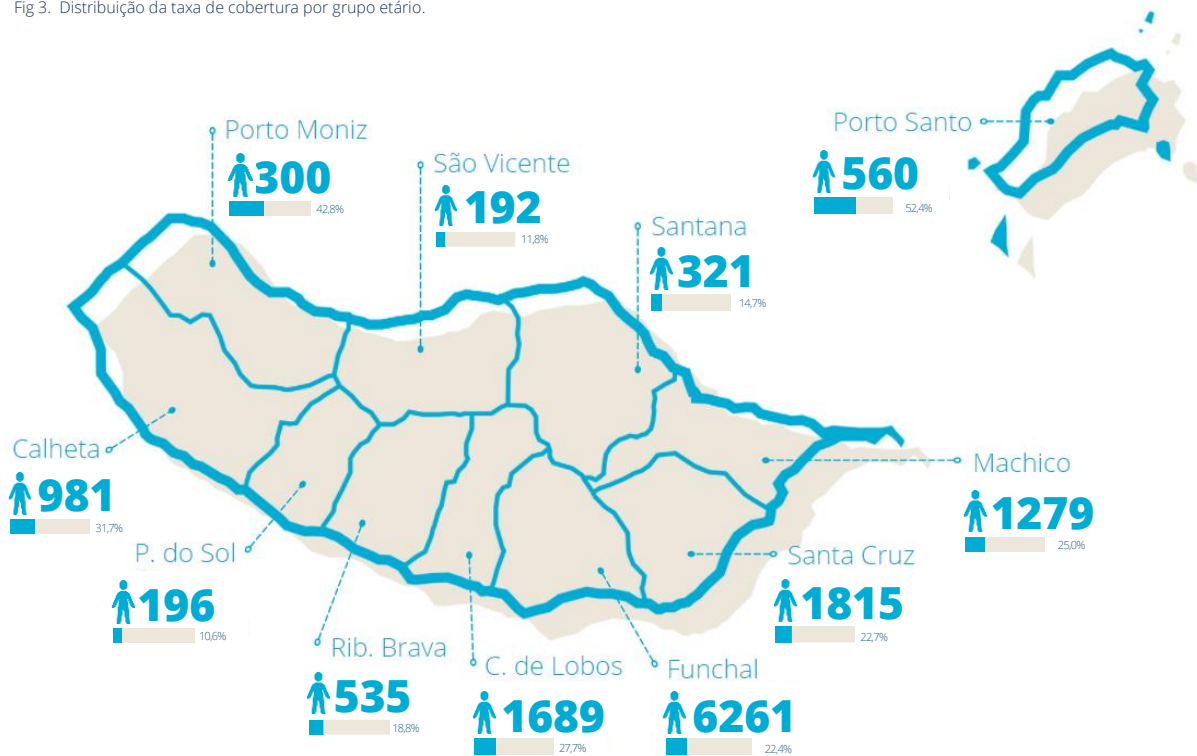 Fig 3. Distribuição da taxa de cobertura por grupo etário.
Porto Moniz
300
42,8%
São Vicente
192
11,8%
Porto Santo
560
52,4%
Santana
321
14,7%
Calheta
981
31,7%
Machico
1279
25,0%
P. do Sol
196
10,6%
Santa Cruz
1815
22,7%
Rib. Brava
535
18,8%
C. de Lobos
1689
27,7%
Funchal
6261
22,4%